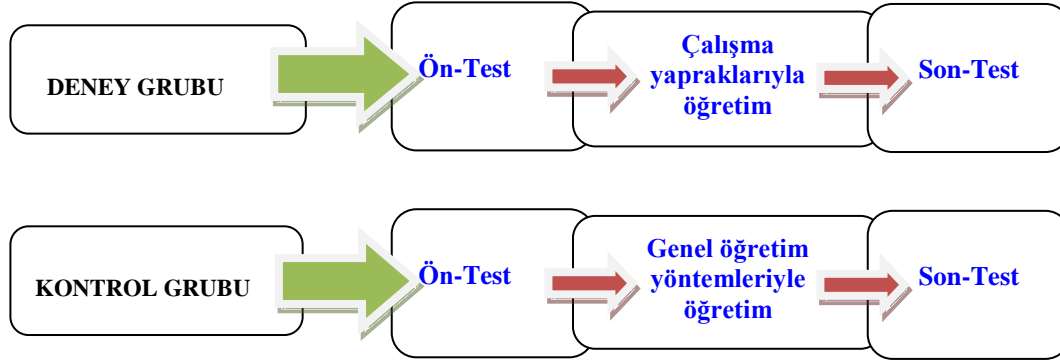 DENEY GRUBU
Ön-Test
Çalışma
yapraklarıyla
öğretim
Son-Test
KONTROL GRUBU
Ön-Test
Genel öğretim
yöntemleriyle
öğretim
Son-Test